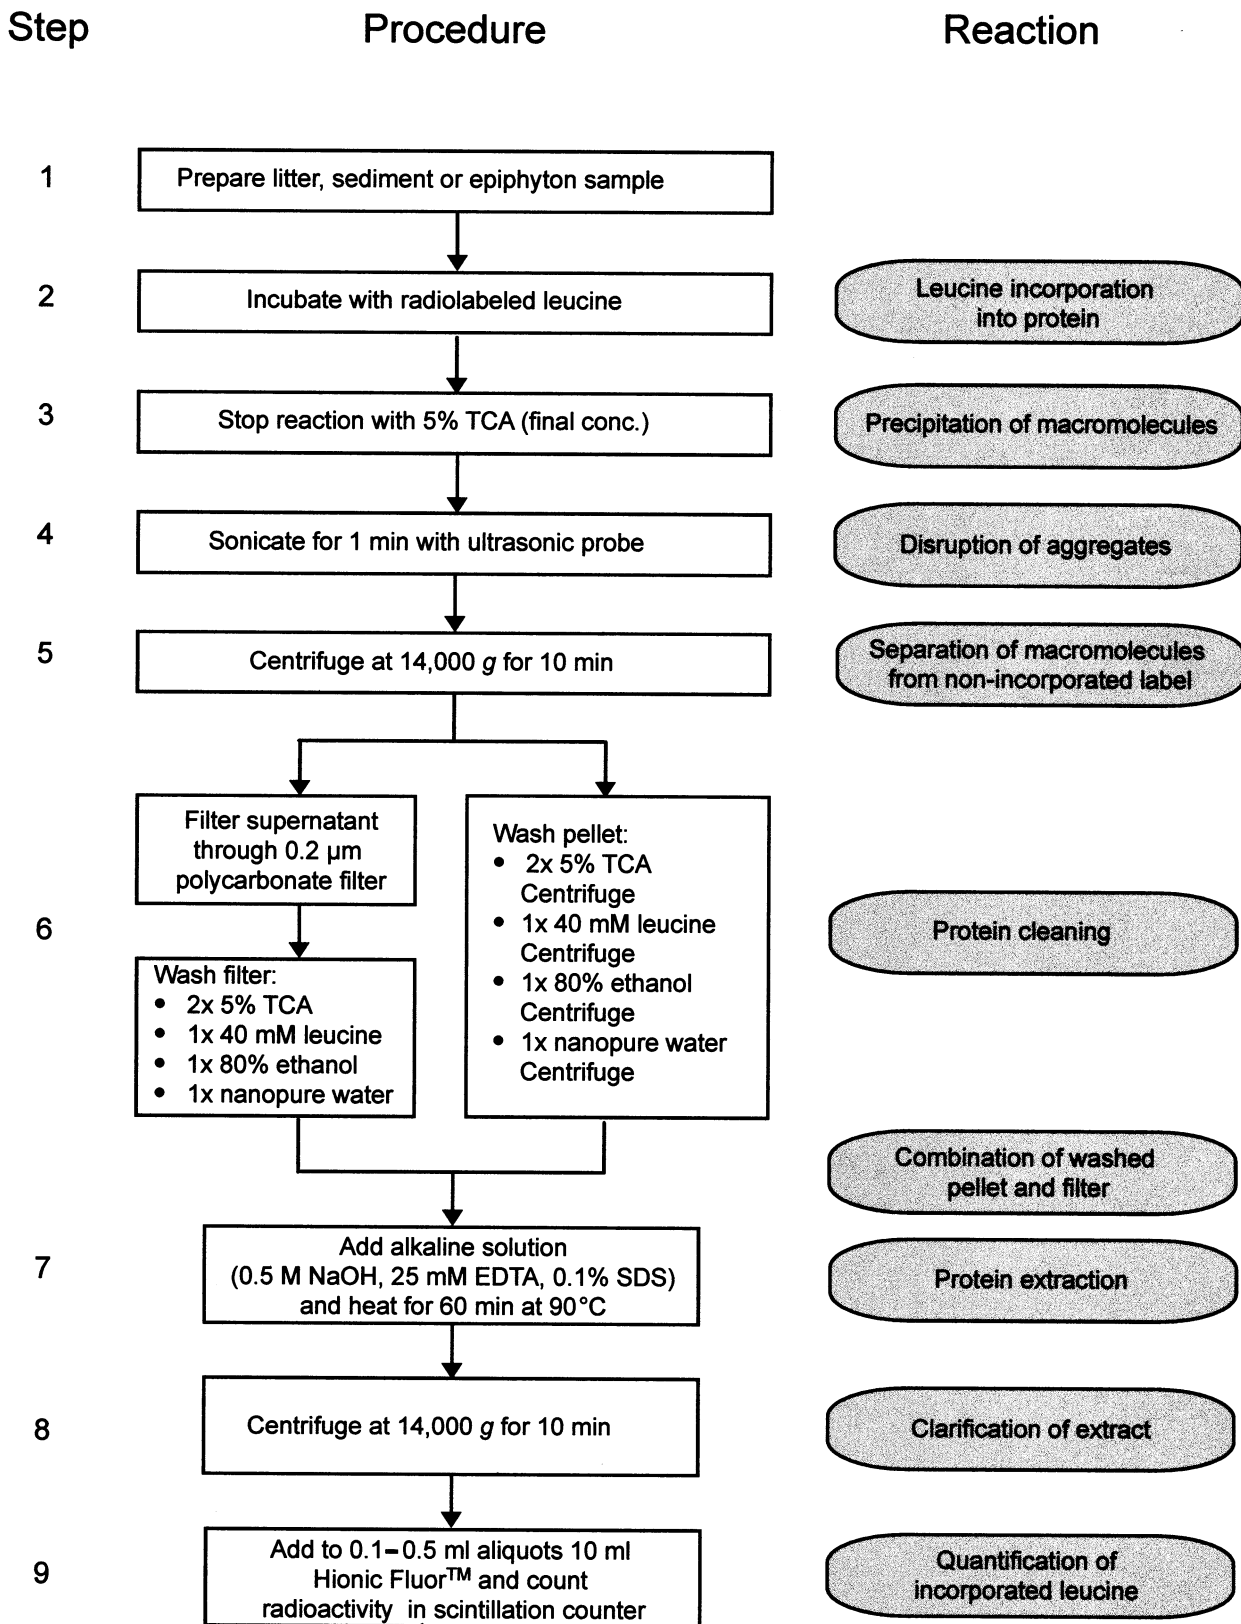 Step Procedure Reaction
1 Prepare litter, sediment or epiphyton sample
2 Incubate with radiolabeled leucine
Leucine incorporation
into protein
3 Stop reaction with 5% TCA (final conc.)
Precipitation of macromolecules
4 Sonicate for 1 min with ultrasonic probe
Disruption of aggregates
5 Centrifuge at 14,000 g for 10 min
Separation of macromolecules
from non-incorporated label
6
Filter supernatant
through 0.2 µm
polycarbonate filter
Wash filter:
• 2x 5% TCA
• 1x 40 mM leucine
• 1x 80% ethanol
• 1x nanopure water
Wash pellet:
• 2x 5% TCA
Centrifuge
• 1x 40 mM leucine
Centrifuge
• 1x 80% ethanol
Centrifuge
• 1x nanopure water
Centrifuge
Protein cleaning
Combination of washed
pellet and filter
7
Add alkaline solution
(0.5 M NaOH, 25 mM EDTA, 0.1% SDS)
and heat for 60 min at 90°C
Protein extraction
8 Centrifuge at 14,000 g for 10 min
Clarification of extract
9
Add to 0.1–0.5 ml aliquots 10 ml
Hionic Fluor™ and count
radioactivity in scintillation counter
Quantification of
incorporated leucine